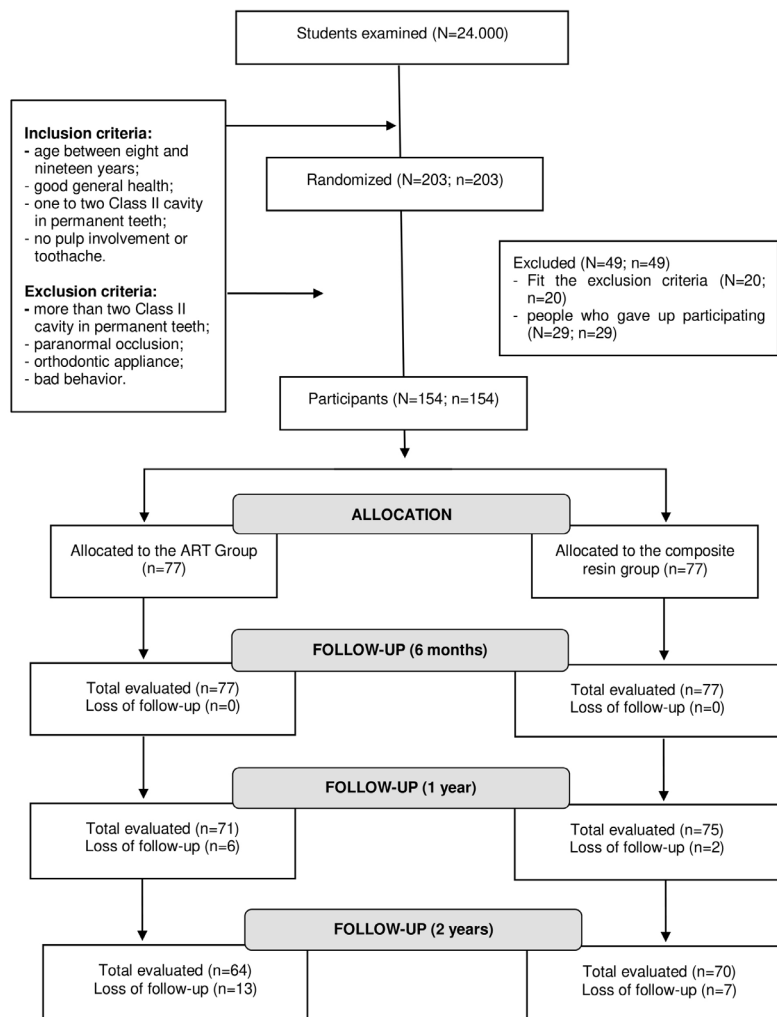 Students examined (N=24.000)
Inclusion criteria:
- age between eight and
nineteen years;
- good general health;
- one to two Class II cavity
in permanent teeth;
- no pulp involvement or
toothache.
Exclusion criteria:
- more than two Class II
cavity in permanent teeth;
- paranormal occlusion;
- orthodontic appliance;
- bad behavior.
Randomized (N=203; n=203)
Excluded (N=49; n=49)
- Fit the exclusion criteria (N=20;
n=20)
- people who gave up participating
(N=29; n=29)
Participants (N=154; n=154)
ALLOCATION
Allocated to the ART Group
(n=77)
Allocated to the composite
resin group (n=77)
FOLLOW-UP (6 months)
Total evaluated (n=77)
Loss of follow-up (n=0)
Total evaluated (n=77)
Loss of follow-up (n=0)
FOLLOW-UP (1 year)
Total evaluated (n=71)
Loss of follow-up (n=6)
Total evaluated (n=75)
Loss of follow-up (n=2)
FOLLOW-UP (2 years)
Total evaluated (n=64)
Loss of follow-up (n=13)
Total evaluated (n=70)
Loss of follow-up (n=7)